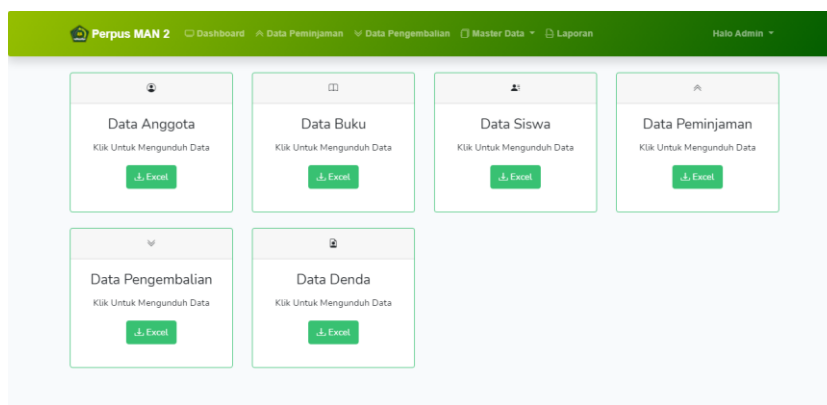 Perpus MAN 2 Dashboard Data Peminjaman Data Pengembalian Master Data Laporan Halo Admin
Data Anggota
Klik Untuk Mengunduh Data
Excel
Data Buku
Klik Untuk Mengunduh Data
Excel
Data Siswa
Klik Untuk Mengunduh Data
Excel
Data Peminjaman
Klik Untuk Mengunduh Data
Excel
Data Pengembalian
Klik Untuk Mengunduh Data
Excel
Data Denda
Klik Untuk Mengunduh Data
Excel